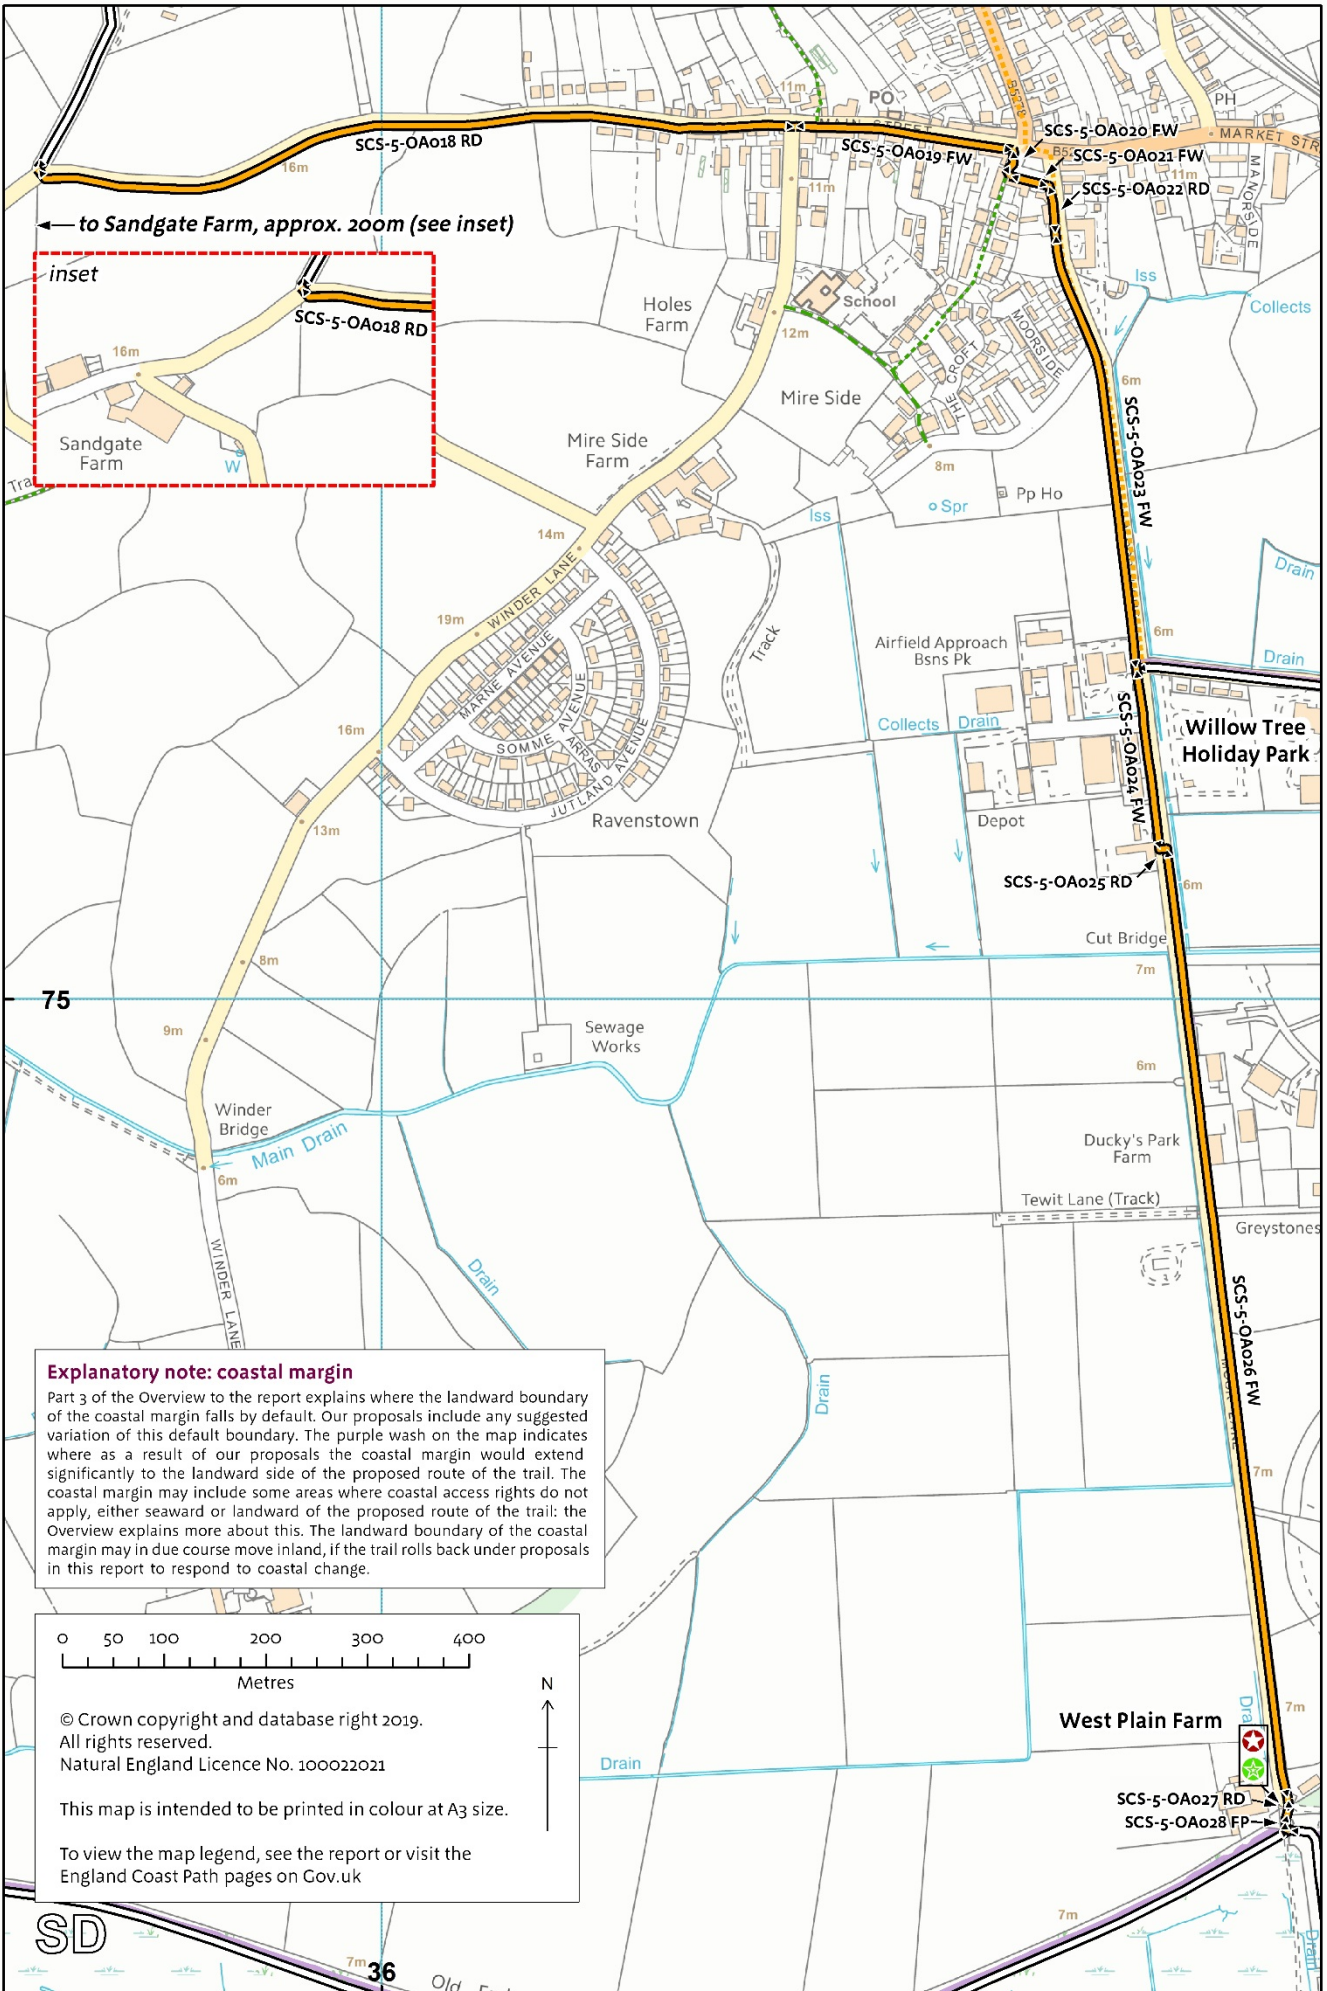 PO
PH
11m
MAIN STREET
B5278
MARKET STR
SCS-5-OA018 RD
16m
SCS-5-OA019 FW
SCS-5-OA020 FW
SCS-5-OA021 FW
11m
SCS-5-OA022 RD
11m
MANORSIDE
to Sandgate Farm, approx. 200m (see inset)
inset
SCS-5-OA018 RD
16m
Sandgate
Farm
W
Tra
Holes
Farm
School
12m
Iss
Collects
MOORSIDE
THE CROFT
Mire Side
6m
SCS-5-OA023 FW
Mire Side
Farm
8m
Pp Ho
Spr
Iss
14m
WINDER LANE
19m
Drain
Track
MARNE AVENUE
SOMME AVENUE
ARRAS
JUTLAND AVENUE
Airfield Approach
Bsns Pk
6m
Drain
16m
Collects Drain
SCS-5-OA024 FW
Willow Tree
Holiday Park
13m
Ravenstown
Depot
SCS-5-OA025 RD
6m
Cut Bridge
8m
7m
75
9m
Sewage
Works
6m
Winder
Bridge
Main Drain
6m
Ducky's Park
Farm
Tewit Lane (Track)
Greystones
WINDER LANE
Drain
SCS-5-OA026 FW
MOOR LANE
Drain
7m
Explanatory note: coastal margin
Part 3 of the Overview to the report explains where the landward boundary
of the coastal margin falls by default. Our proposals include any suggested
variation of this default boundary. The purple wash on the map indicates
where as a result of our proposals the coastal margin would extend
significantly to the landward side of the proposed route of the trail. The
coastal margin may include some areas where coastal access rights do not
apply, either seaward or landward of the proposed route of the trail: the
Overview explains more about this. The landward boundary of the coastal
margin may in due course move inland, if the trail rolls back under proposals
in this report to respond to coastal change.
0 50 100 200 300 400
Metres
N
© Crown copyright and database right 2019.
All rights reserved.
Natural England Licence No. 100022021
This map is intended to be printed in colour at A3 size.
To view the map legend, see the report or visit the
England Coast Path pages on Gov.uk
Drain
West Plain Farm
Dra
7m
SCS-5-OA027 RD
SCS-5-OA028 FP
7m
Drain
SD
7m
36
Old